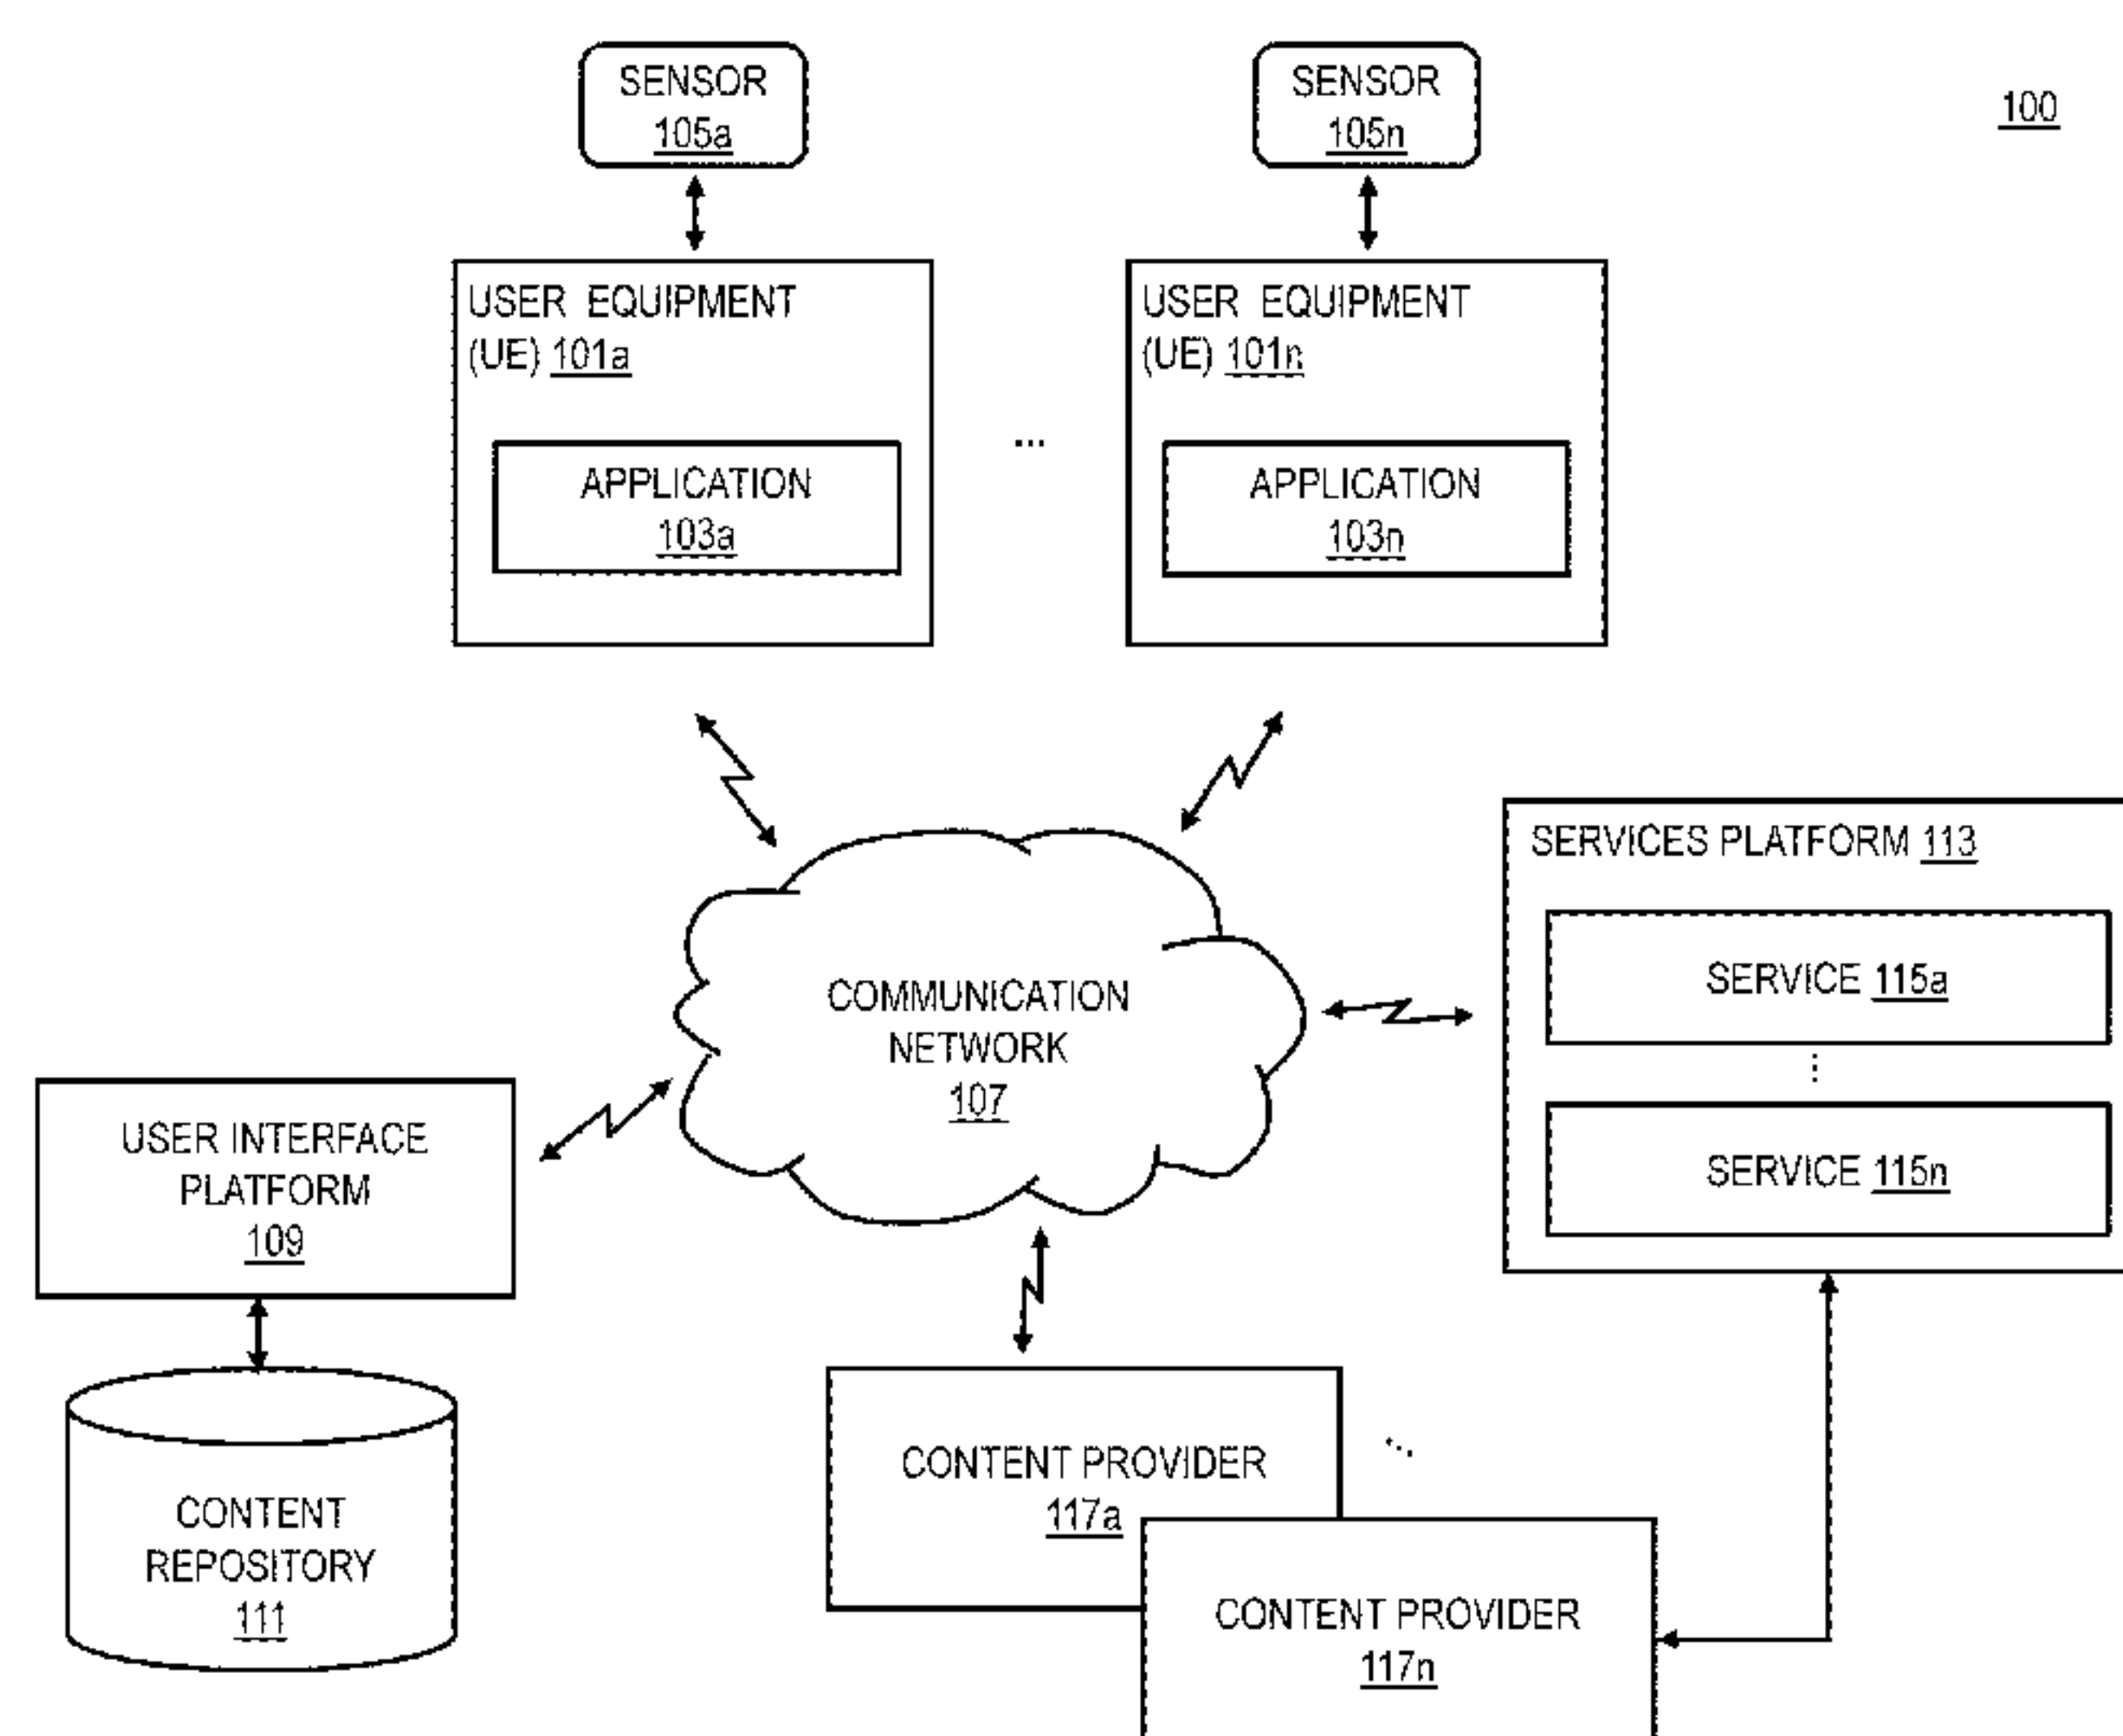 SENSOR
105a
SENSOR
105n
100
USER EQUIPMENT
(UE) 101a
USER EQUIPMENT
(UE) 101n
APPLICATION
103a
...
APPLICATION
103n
SERVICES PLATFORM 113
SERVICE 115a
...
SERVICE 115n
COMMUNICATION
NETWORK
107
USER INTERFACE
PLATFORM
109
CONTENT
REPOSITORY
111
CONTENT PROVIDER
117a
...
CONTENT PROVIDER
117n